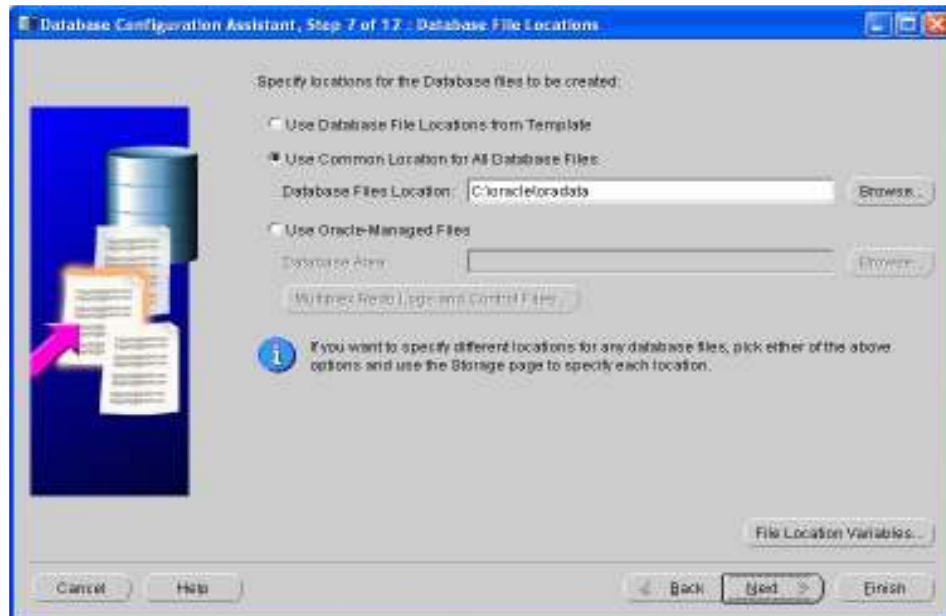 Database Configuration Assistant, Step 7 of 12 : Database File Locations
Specify locations for the Database files to be created:
Use Database File Locations from Template
Use Common Location for All Database Files
Database Files Location: C:\oracle\oradata Browse...
Use Oracle-Managed Files
Database Area: Browse...
Multiplex Redo Logs and Control Files...
If you want to specify different locations for any database files, pick either of the above
options and use the Storage page to specify each location.
File Location Variables...
Cancel Help Back Next Finish